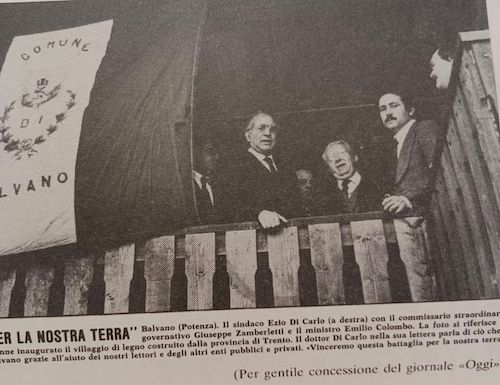 COMUNE
DI
LVANO
ER LA NOSTRA TERRA" Balvano (Potenza). Il sindaco Ezio Di Carlo (a destra) con il commissario straordinar
governativo Giuseppe Zamberletti e il ministro Emilio Colombo. La foto si riferisce
nne inaugurato il villaggio di legno costruito dalla provincia di Trento. Il dottor Di Carlo nella sua lettera parla di ciò che
lvano grazie all'aiuto dei nostri lettori e degli altri enti pubblici e privati. «Vinceremo questa battaglia per la nostra terra
(Per gentile concessione del giornale «Oggi»